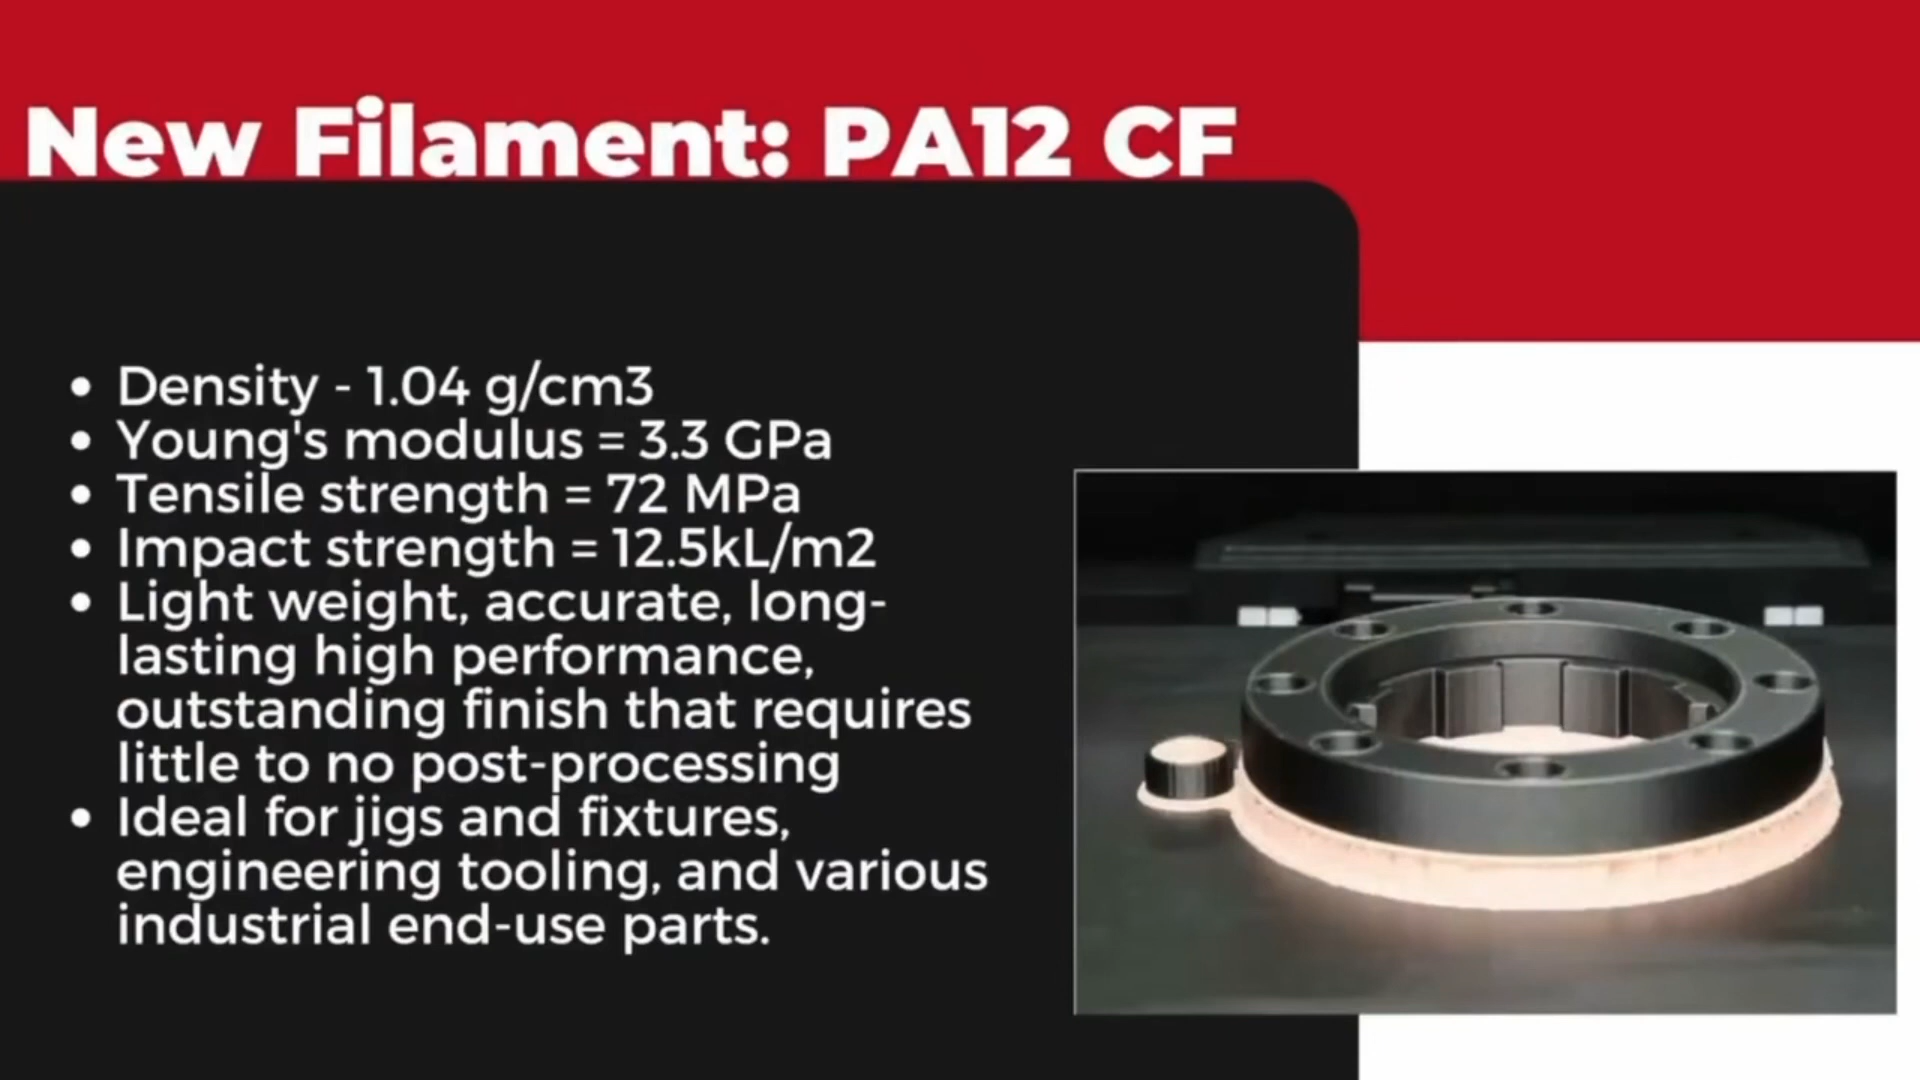 New Filament: PA12 CF
• Density - 1.04 g/cm3
• Young's modulus = 3.3 GPa
• Tensile strength = 72 MPa
• Impact strength = 12.5kL/m2
• Light weight, accurate, long-
lasting high performance,
outstanding finish that requires
little to no post-processing
• Ideal for jigs and fixtures,
engineering tooling, and various
industrial end-use parts.